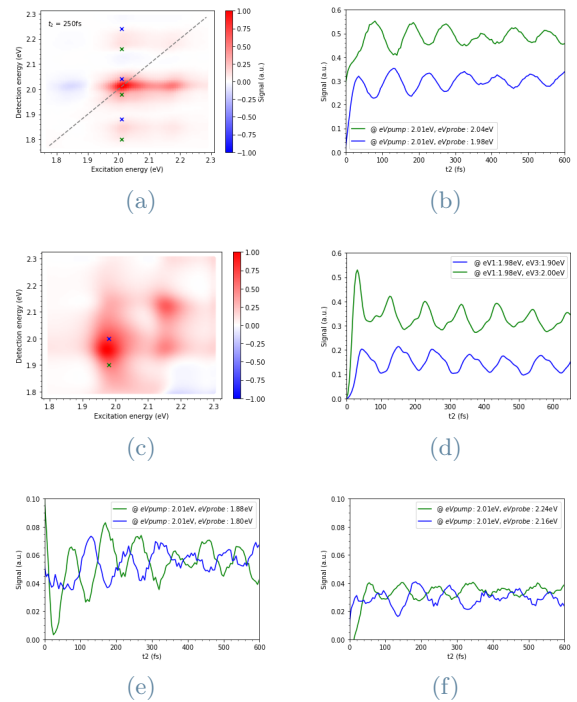 t₂ = 250fs
Detection energy (eV)
2.3
2.2
2.1
2.0
1.9
1.8
1.8 1.9 2.0 2.1 2.2 2.3
Excitation energy (eV)
1.00
0.75
0.50
0.25
0.00
−0.25
−0.50
−0.75
−1.00
Signal (a.u.)
(a)
Signal (a.u.)
0.6
0.5
0.4
0.3
0.2
0.1
0.0
0 100 200 300 400 500 600
t2 (fs)
@ eVpump: 2.01eV, eVprobe: 2.04eV
@ eVpump: 2.01eV, eVprobe: 1.98eV
(b)
Detection energy (eV)
2.3
2.2
2.1
2.0
1.9
1.8
1.8 1.9 2.0 2.1 2.2 2.3
Excitation energy (eV)
1.00
0.75
0.50
0.25
0.00
−0.25
−0.50
−0.75
−1.00
(c)
Signal (a.u.)
0.6
0.5
0.4
0.3
0.2
0.1
0.0
0 100 200 300 400 500 600
t2 (fs)
@ eV1:1.98eV, eV3:1.90eV
@ eV1:1.98eV, eV3:2.00eV
(d)
Signal (a.u.)
0.10
0.08
0.06
0.04
0.02
0.00
0 100 200 300 400 500 600
t2 (fs)
@ eVpump: 2.01eV, eVprobe: 1.88eV
@ eVpump: 2.01eV, eVprobe: 1.80eV
(e)
Signal (a.u.)
0.10
0.08
0.06
0.04
0.02
0.00
0 100 200 300 400 500 600
t2 (fs)
@ eVpump: 2.01eV, eVprobe: 2.24eV
@ eVpump: 2.01eV, eVprobe: 2.16eV
(f)